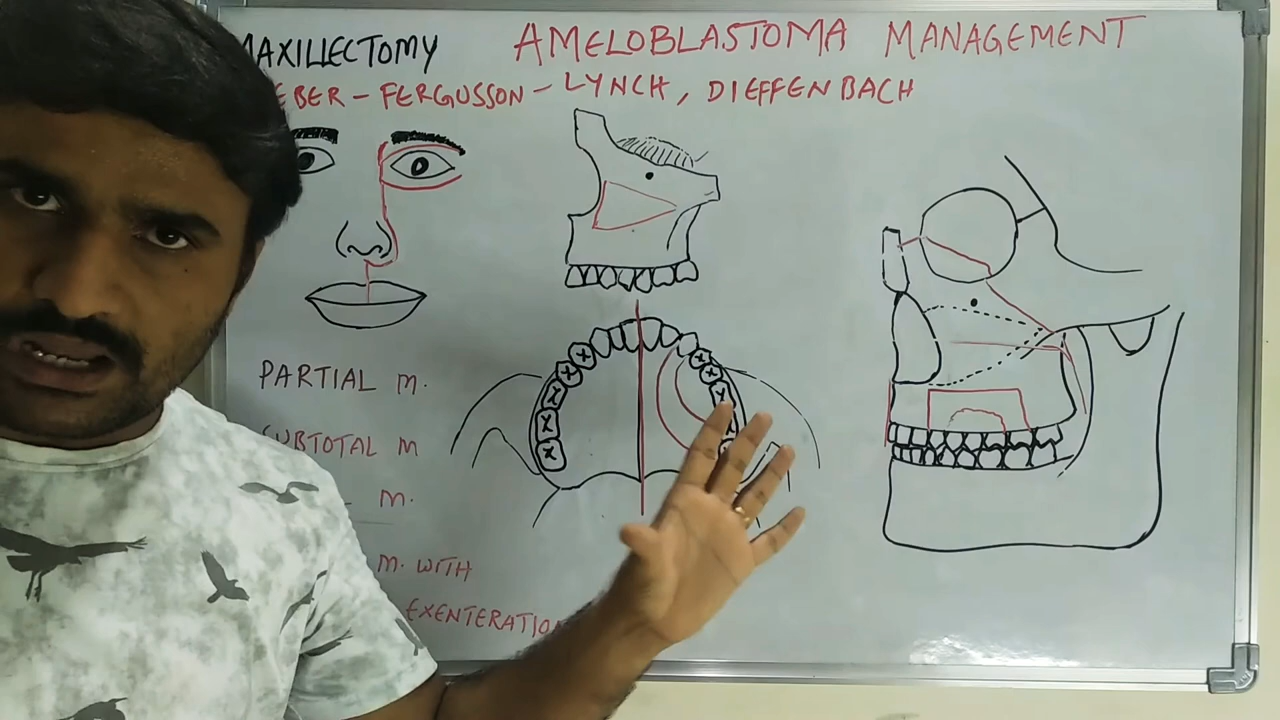 AMELOBLASTOMA MANAGEMENT
MAXILLECTOMY
FERGUSSON - LYNCH, DIEFFENBACH
PARTIAL M.
SUBTOTAL M
M.
M. WITH
EXENTERATION